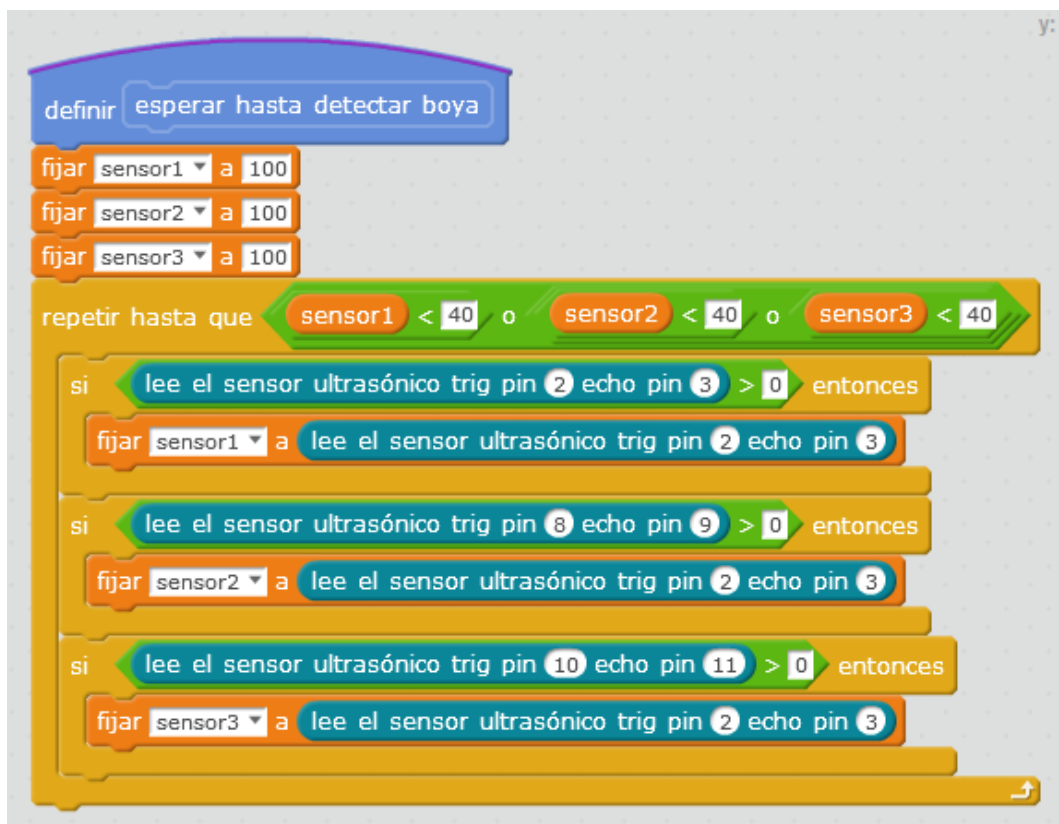 y:
definir esperar hasta detectar boya
fijar sensor1 a 100
fijar sensor2 a 100
fijar sensor3 a 100
repetir hasta que sensor1 < 40 o sensor2 < 40 o sensor3 < 40
si lee el sensor ultrasónico trig pin 2 echo pin 3 > 0 entonces
fijar sensor1 a lee el sensor ultrasónico trig pin 2 echo pin 3
si lee el sensor ultrasónico trig pin 8 echo pin 9 > 0 entonces
fijar sensor2 a lee el sensor ultrasónico trig pin 2 echo pin 3
si lee el sensor ultrasónico trig pin 10 echo pin 11 > 0 entonces
fijar sensor3 a lee el sensor ultrasónico trig pin 2 echo pin 3